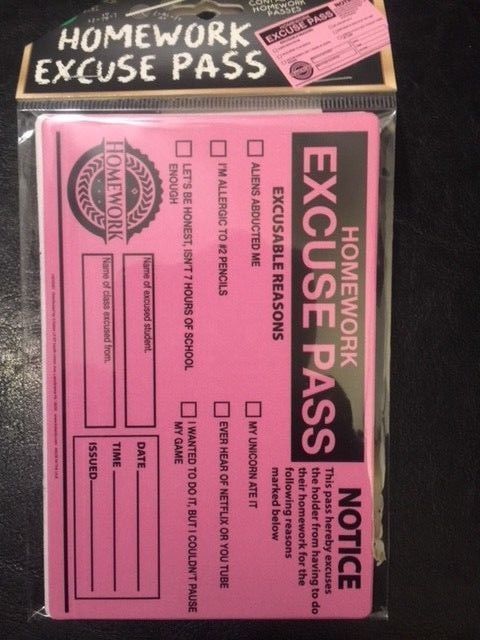 HOMEWORK
EXCUSE PASS
HOMEWORK
PASSES
EXCUSE PASS
HOMEWORK
EXCUSE PASS
NOTICE
This pass hereby excuses
the holder from having to do
their homework for the
following reasons
marked below
EXCUSABLE REASONS
ALIENS ABDUCTED ME
MY UNICORN ATE IT
I'M ALLERGIC TO #2 PENCILS
EVER HEAR OF NETFLIX OR YOU TUBE
LET'S BE HONEST, ISN'T 7 HOURS OF SCHOOL
ENOUGH
I WANTED TO DO IT, BUT I COULDN'T PAUSE
MY GAME
HOMEWORK
Name of excused student.
Name of class excused from.
DATE
TIME
ISSUED